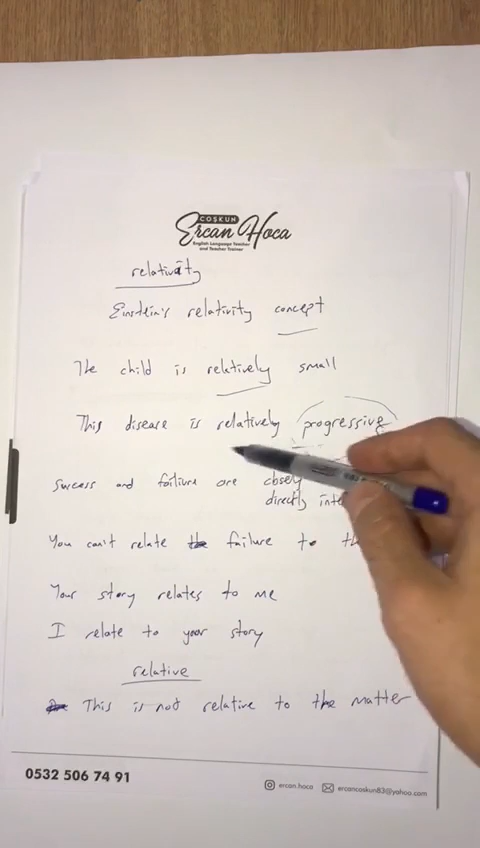 COŞKUN
Ercan Hoca
English Language Teacher
and Teacher Trainer
relativity
Einstein's relativity concept
The child is relatively small
This disease is relatively progressive
success and failure are closely
directly
You can't relate failure to
Your story relates to me
I relate to your story
relative
This is not relative to the matter
0532 506 74 91
ercan.hoca
ercancoskun83@yahoo.com